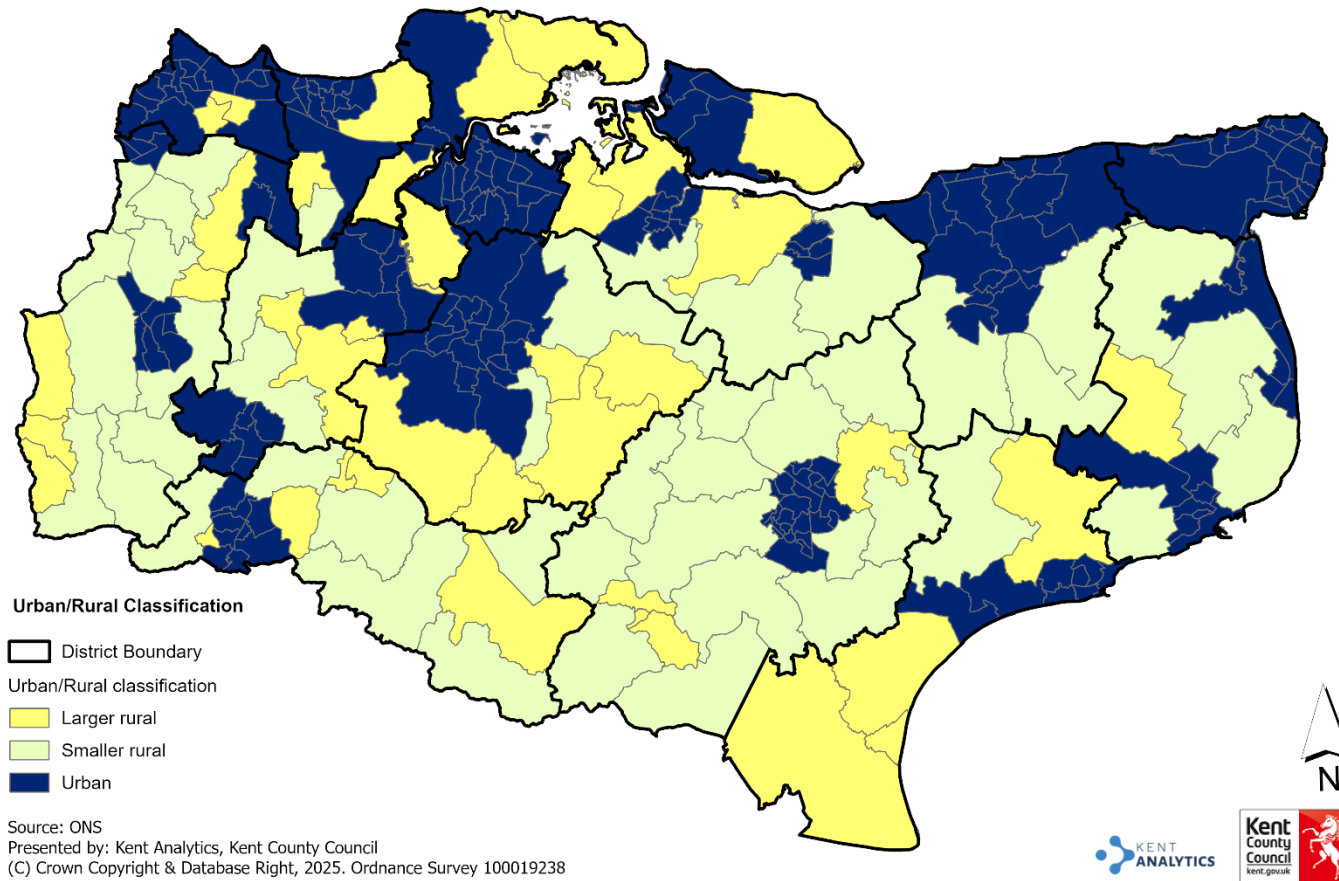 Urban/Rural Classification
District Boundary
Urban/Rural classification
Larger rural
Smaller rural
Urban
Source: ONS
Presented by: Kent Analytics, Kent County Council
(C) Crown Copyright & Database Right, 2025. Ordnance Survey 100019238
N
KENT
ANALYTICS
Kent
County
Council
kent.gov.uk